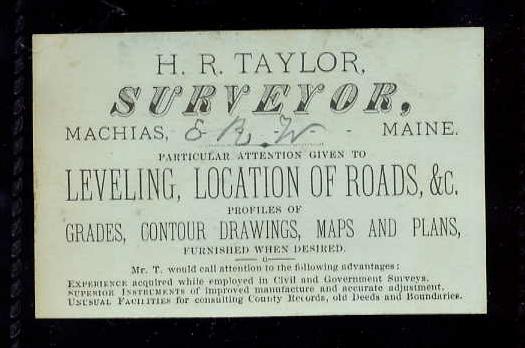 H. R. TAYLOR,
SURVEYOR,
MACHIAS, E R. W MAINE.
PARTICULAR ATTENTION GIVEN TO
LEVELING, LOCATION OF ROADS, &C.
PROFILES OF
GRADES, CONTOUR DRAWINGS, MAPS AND PLANS,
FURNISHED WHEN DESIRED.
Mr. T. would call attention to the following advantages:
EXPERIENCE acquired while employed in Civil and Government Surveys.
SUPERIOR INSTRUMENTS of improved manufacture and accurate adjustment.
UNUSUAL FACILITIES for consulting County Records, old Deeds and Boundaries.